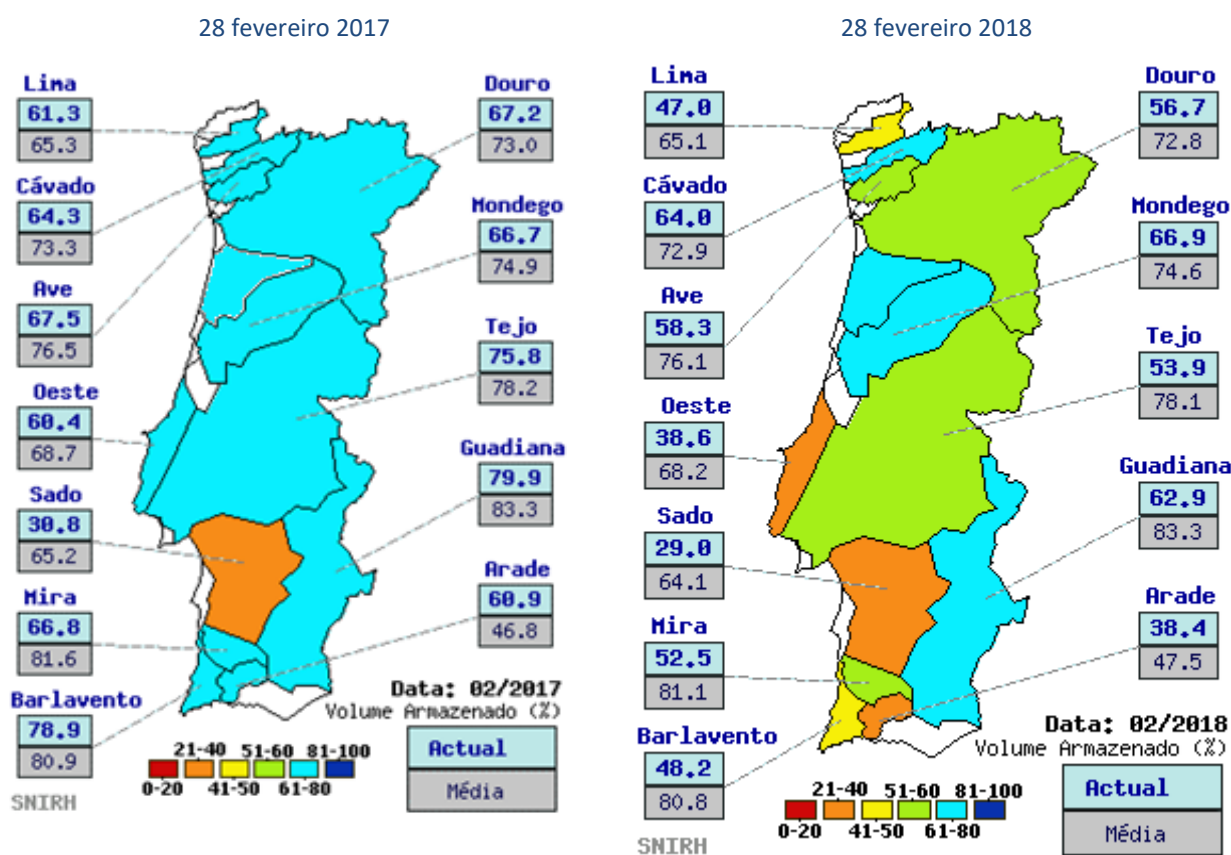 28 fevereiro 2017
Lima
61.3
65.3
Douro
67.2
73.0
Cávado
64.3
73.3
Mondego
66.7
74.9
Ave
67.5
76.5
Tejo
75.8
78.2
Oeste
60.4
68.7
Guadiana
79.9
83.3
Sado
30.8
65.2
Arade
60.9
46.8
Mira
66.8
81.6
Barlavento
78.9
80.9
Data: 02/2017
Volume Armazenado (%)
21-40 51-60 81-100
0-20 41-50 61-80
Actual
Média
SNIRH
28 fevereiro 2018
Lima
47.0
65.1
Douro
56.7
72.8
Cávado
64.0
72.9
Mondego
66.9
74.6
Ave
58.3
76.1
Tejo
53.9
78.1
Oeste
38.6
68.2
Guadiana
62.9
83.3
Sado
29.0
64.1
Arade
38.4
47.5
Mira
52.5
81.1
Barlavento
48.2
80.8
Data: 02/2018
Volume Armazenado (%)
21-40 51-60 81-100
0-20 41-50 61-80
Actual
Média
SNIRH